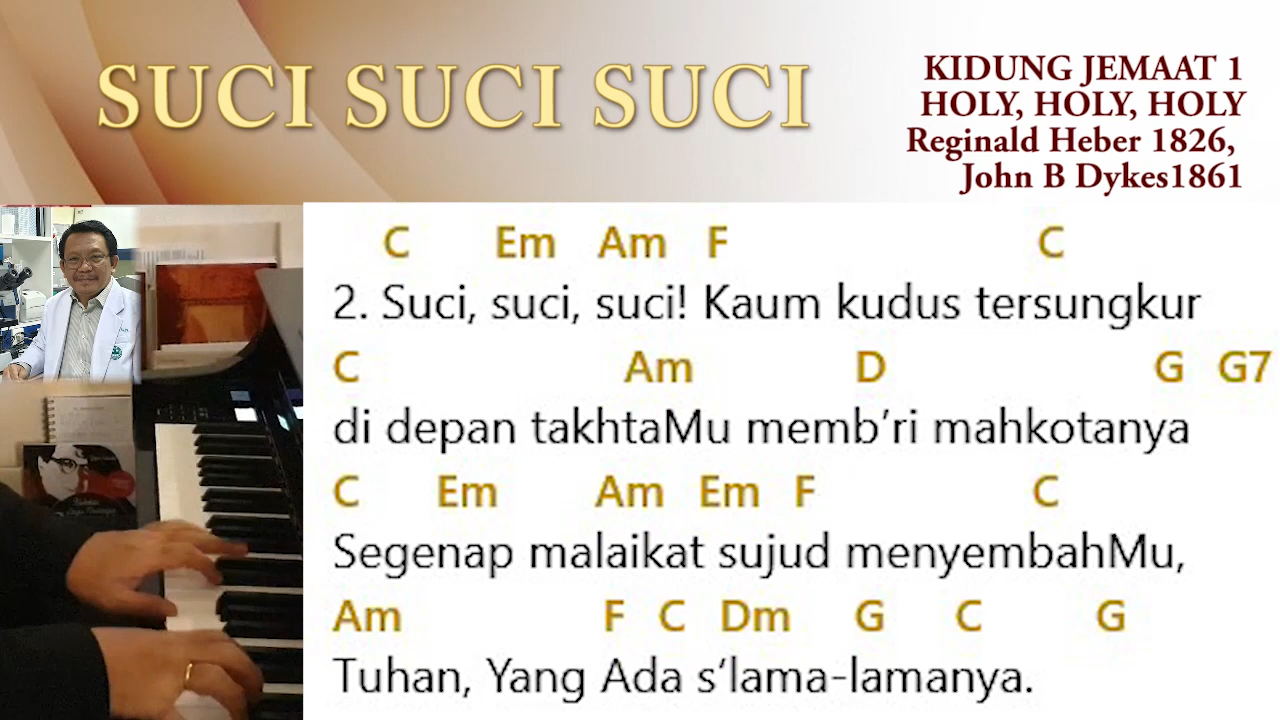 SUCI SUCI SUCI
KIDUNG JEMAAT 1
HOLY, HOLY, HOLY
Reginald Heber 1826,
John B Dykes1861
C Em Am F C
2. Suci, suci, suci! Kaum kudus tersungkur
C Am D G G7
di depan takhtaMu memb’ri mahkotanya
C Em Am Em F C
Segenap malaikat sujud menyembahMu,
Am F C Dm G C G
Tuhan, Yang Ada s’lama-lamanya.